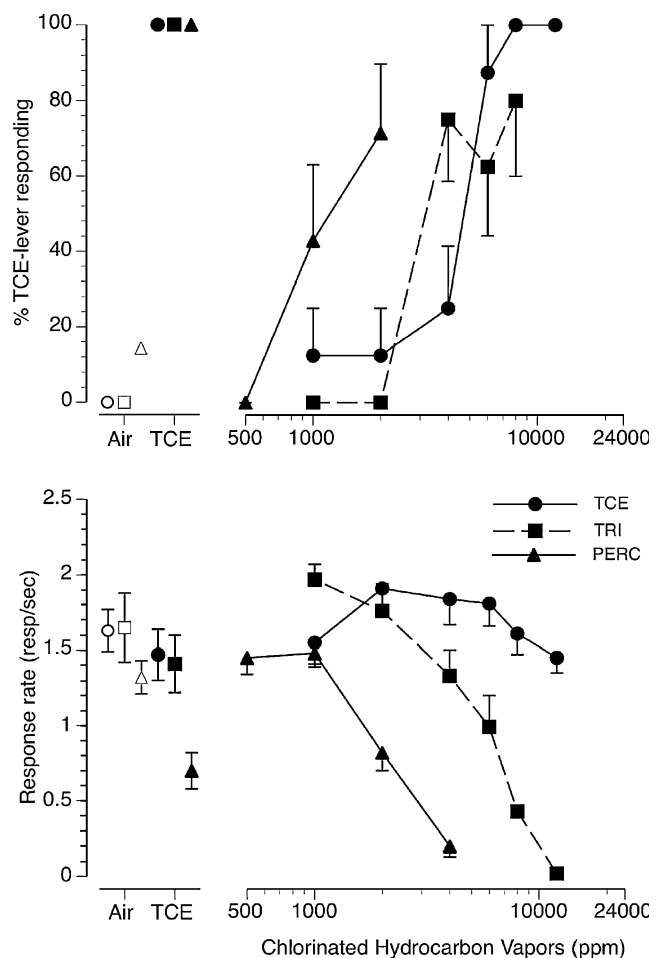 100
80
60
40
20
0
% TCE-lever responding
Air TCE
500 1000 10000 24000
2.5
2
1.5
1
0.5
0
Response rate (resp/sec)
TCE
TRI
PERC
Air TCE
500 1000 10000 24000
Chlorinated Hydrocarbon Vapors (ppm)